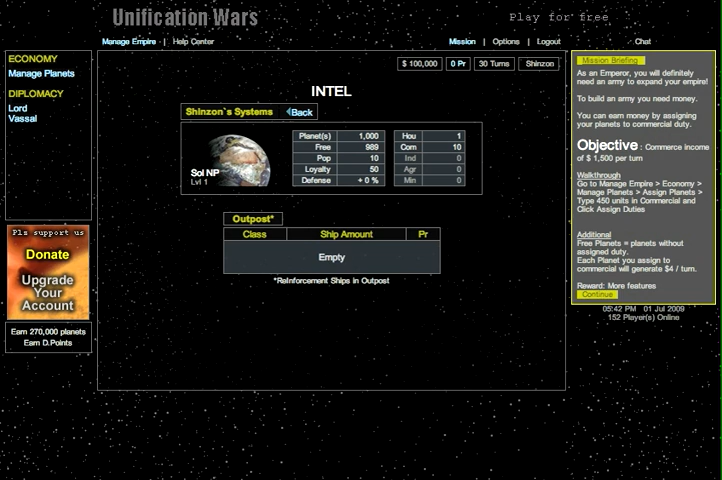 Unification Wars
Play for free
Manage Empire | Help Center
Mission | Options | Logout
Chat
ECONOMY
Manage Planets
DIPLOMACY
Lord
Vassal
$ 100,000
0 Pr
30 Turns
Shinzon
INTEL
Shinzon`s Systems
Back
Sol NP
Lvl 1
Planet(s) 1,000
Free 989
Pop 10
Loyalty 50
Defense + 0 %
Hou 1
Com 10
Ind 0
Agr 0
Min 0
Outpost*
Class Ship Amount Pr
Empty
*Reinforcement Ships in Outpost
Pls support us
Donate
Upgrade
Your
Account
Earn 270,000 planets
Earn D.Points
Mission Briefing
As an Emperor, you will definitely
need an army to expand your empire!
To build an army you need money.
You can earn money by assigning
your planets to commercial duty.
Objective : Commerce income
of $ 1,500 per turn
Walkthrough
Go to Manage Empire > Economy >
Manage Planets > Assign Planets >
Type 450 units in Commercial and
Click Assign Duties
Additional
Free Planets = planets without
assigned duty.
Each Planet you assign to
commercial will generate $4 / turn.
Reward: More features
Continue
05:42 PM 01 Jul 2009
152 Player(s) Online